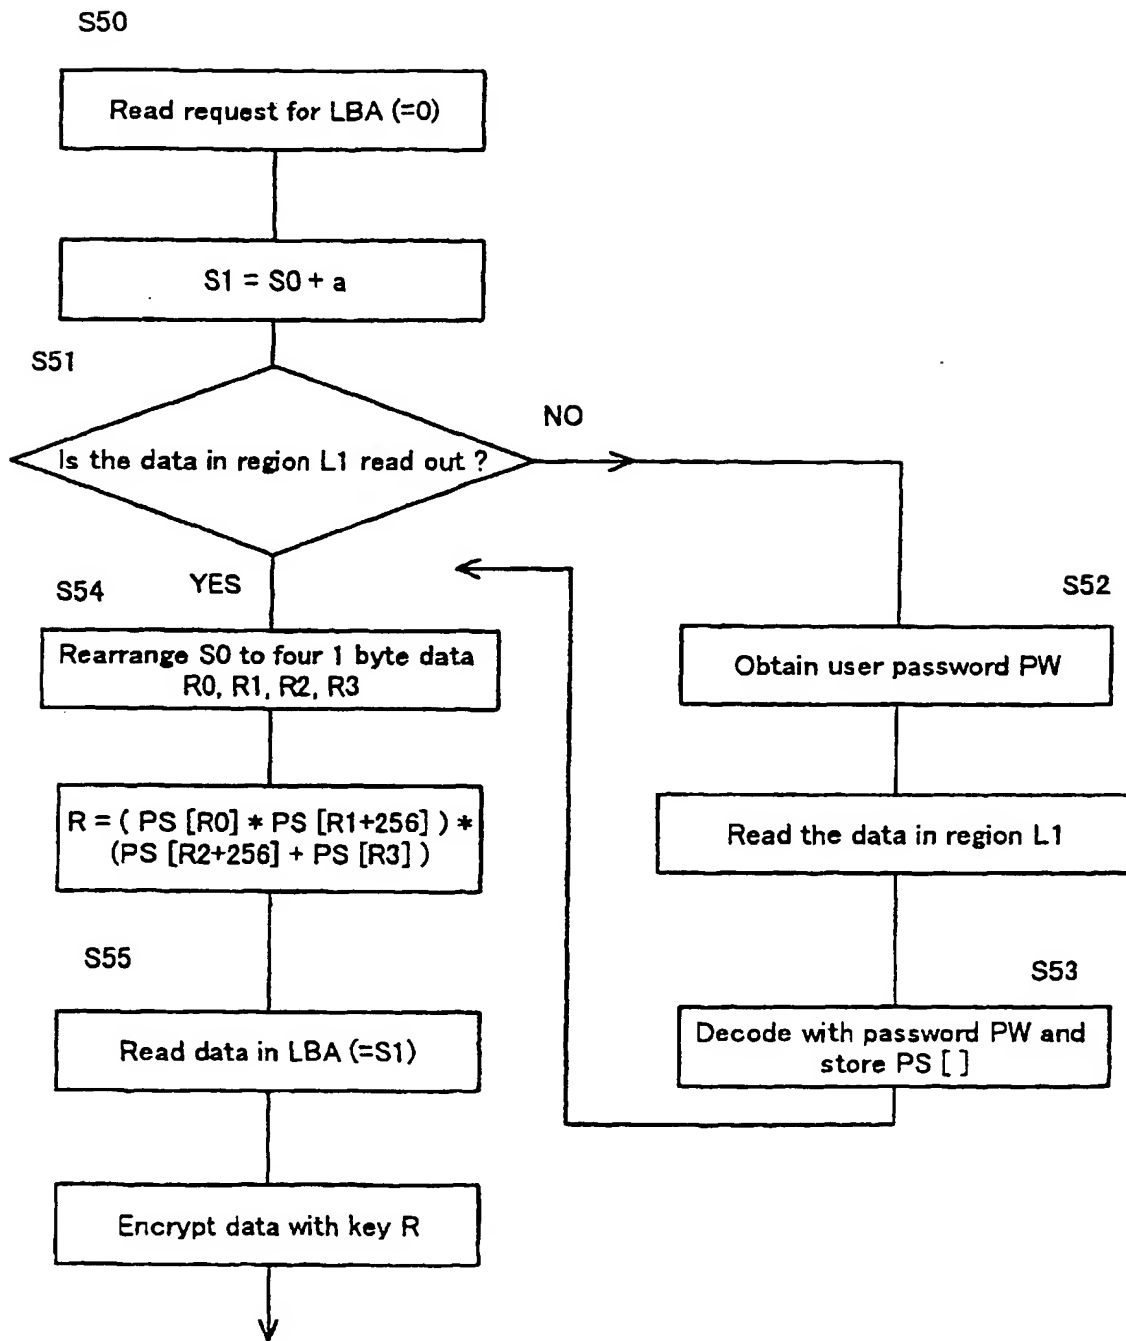 S50
Read request for LBA (=0)
S1 = S0 + a
S51
Is the data in region L1 read out ?
NO
YES
S54
Rearrange S0 to four 1 byte data
R0, R1, R2, R3
R = ( PS [R0] * PS [R1+256] ) *
(PS [R2+256] + PS [R3] )
S55
Read data in LBA (=S1)
Encrypt data with key R
S52
Obtain user password PW
Read the data in region L1
S53
Decode with password PW and
store PS [ ]